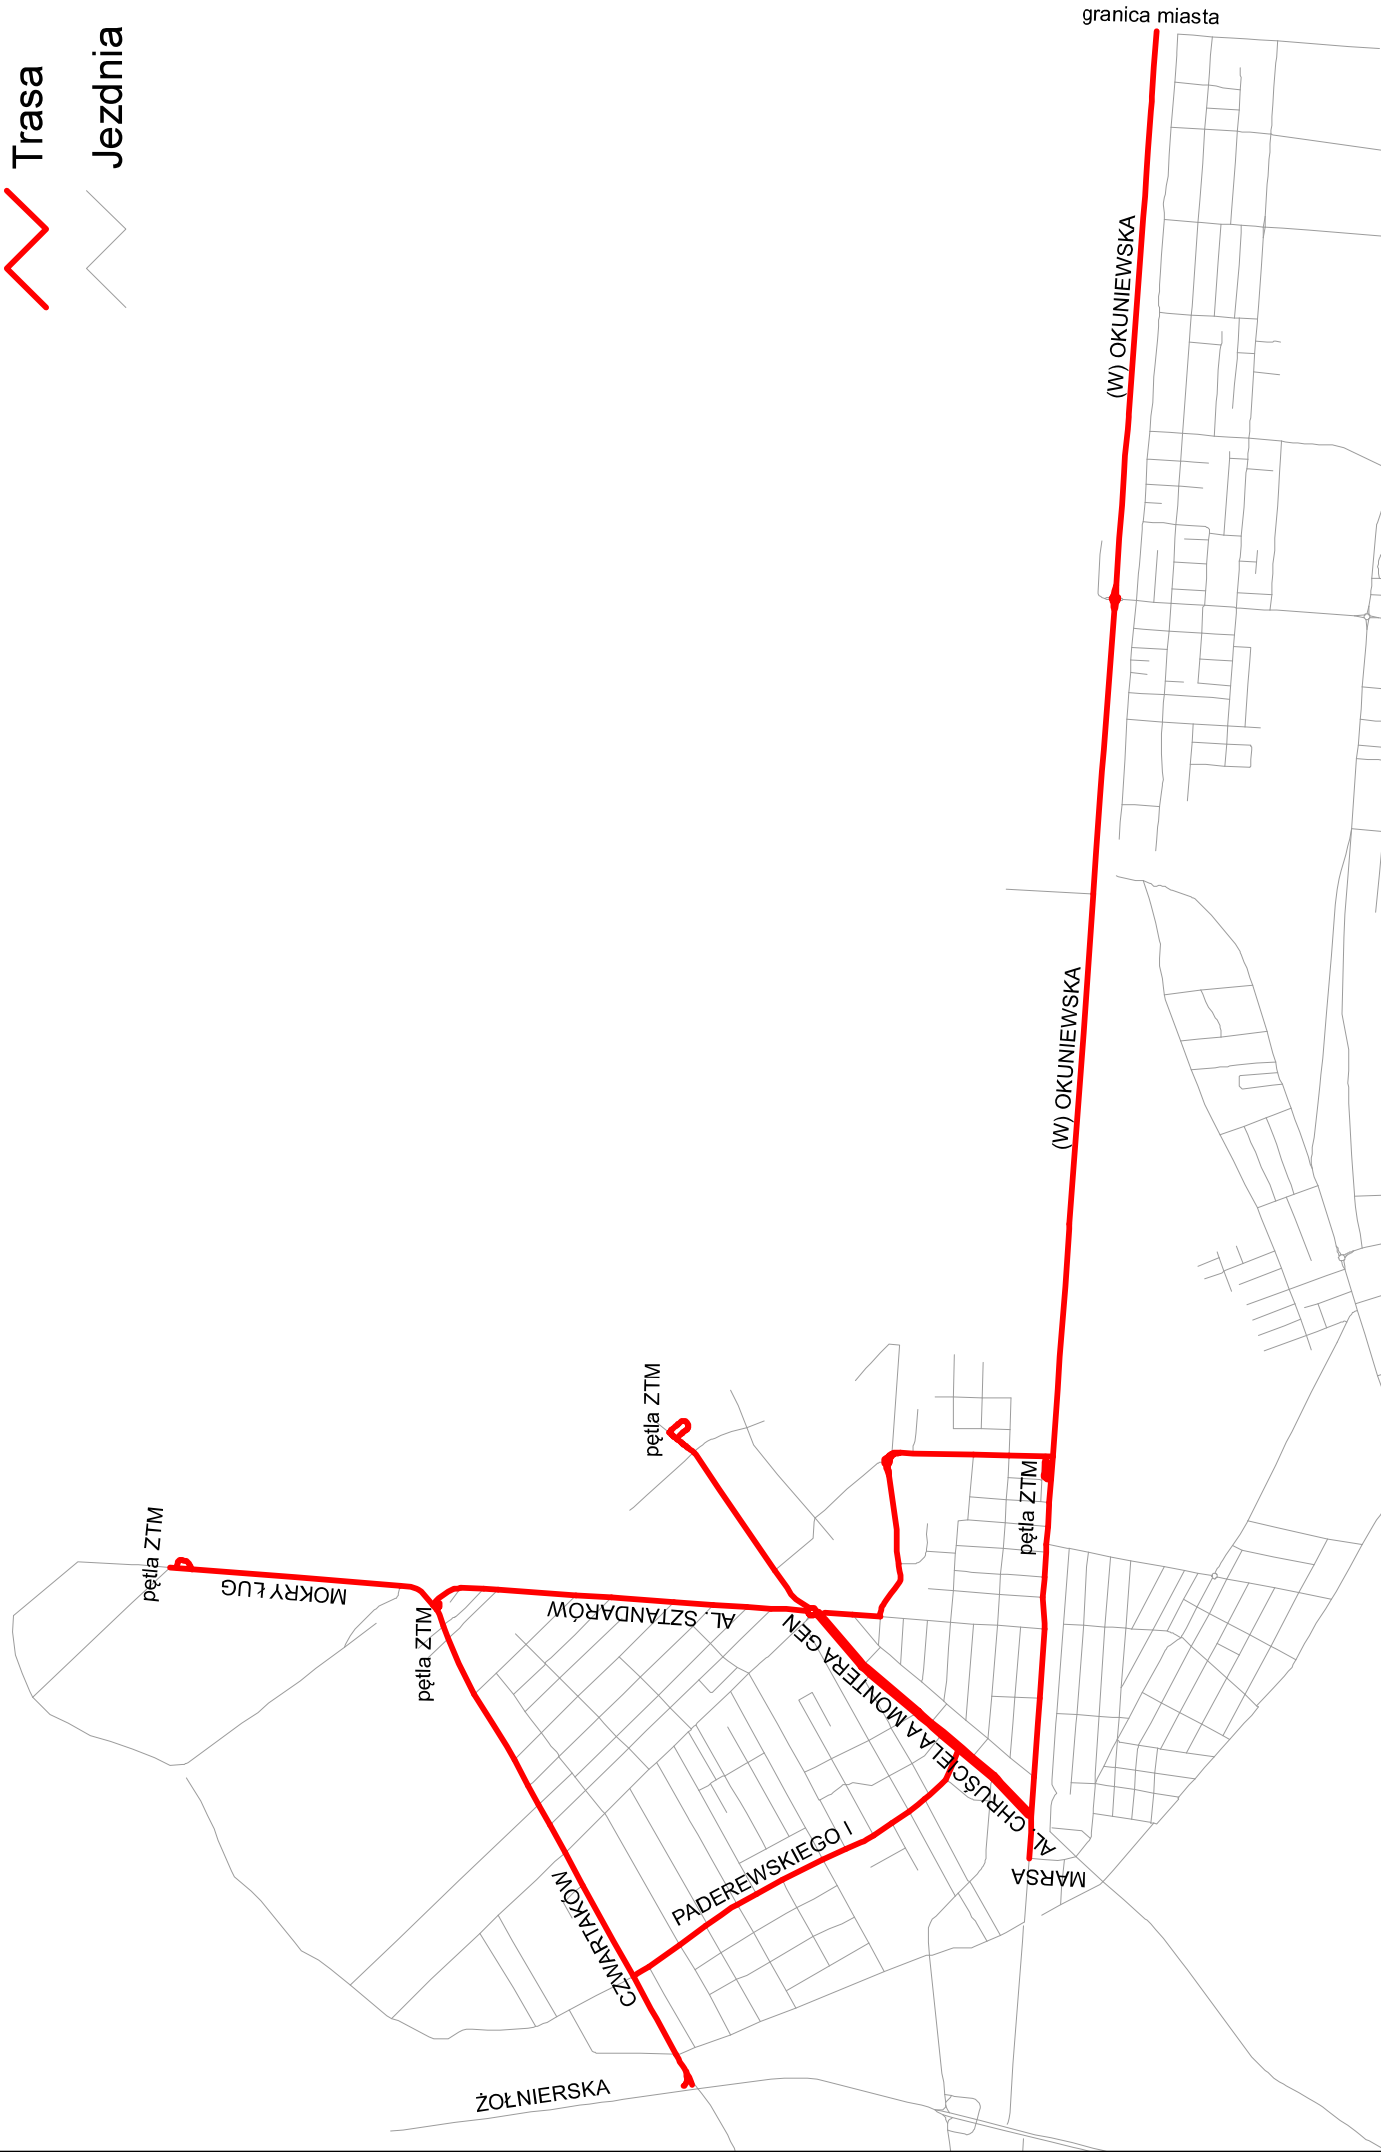 granica miasta
Trasa
Jezdnia
(W) OKUNIEWSKA
(W) OKUNIEWSKA
pętla ZTM
pętla ZTM
MOKRY ŁUG
pętla ZTM
AL. SZTANDARÓW
pętla ZTM
AL. CHRUŚCIELA A MONTERA GEN
PADEREWSKIEGO I
MARSA
CZWARTAKÓW
ŻOŁNIERSKA